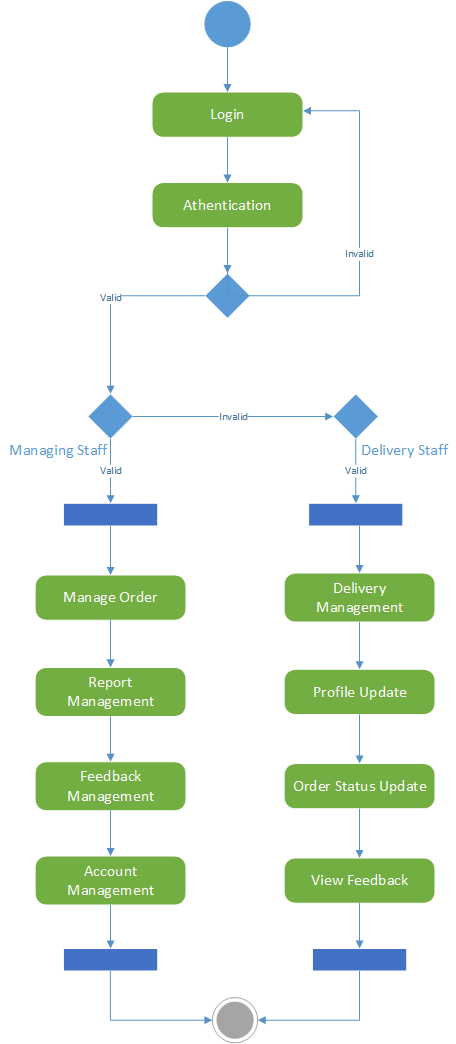 Login
Athentication
Invalid
Valid
Invalid
Managing Staff
Delivery Staff
Valid
Valid
Manage Order
Delivery
Management
Report
Management
Profile Update
Feedback
Management
Order Status Update
Account
Management
View Feedback